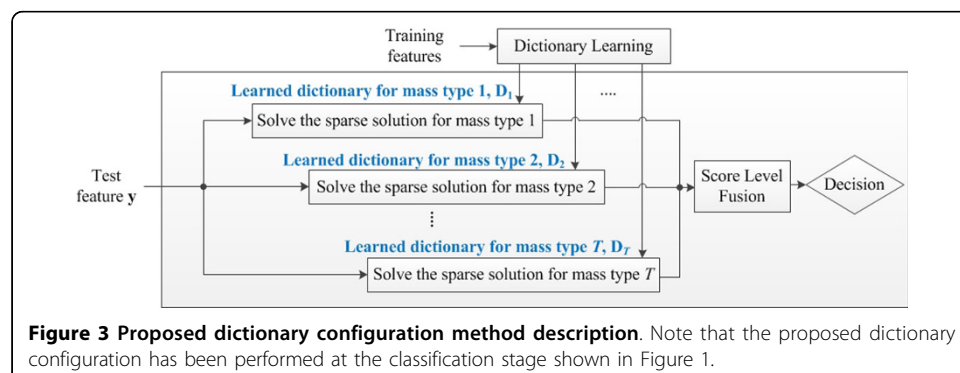 Training
features
Dictionary Learning
Learned dictionary for mass type 1, D1
....
Solve the sparse solution for mass type 1
Learned dictionary for mass type 2, D2
Test
feature y
Solve the sparse solution for mass type 2
Score Level
Fusion
Decision
....
Learned dictionary for mass type T, DT
Solve the sparse solution for mass type T
Figure 3 Proposed dictionary configuration method description. Note that the proposed dictionary
configuration has been performed at the classification stage shown in Figure 1.